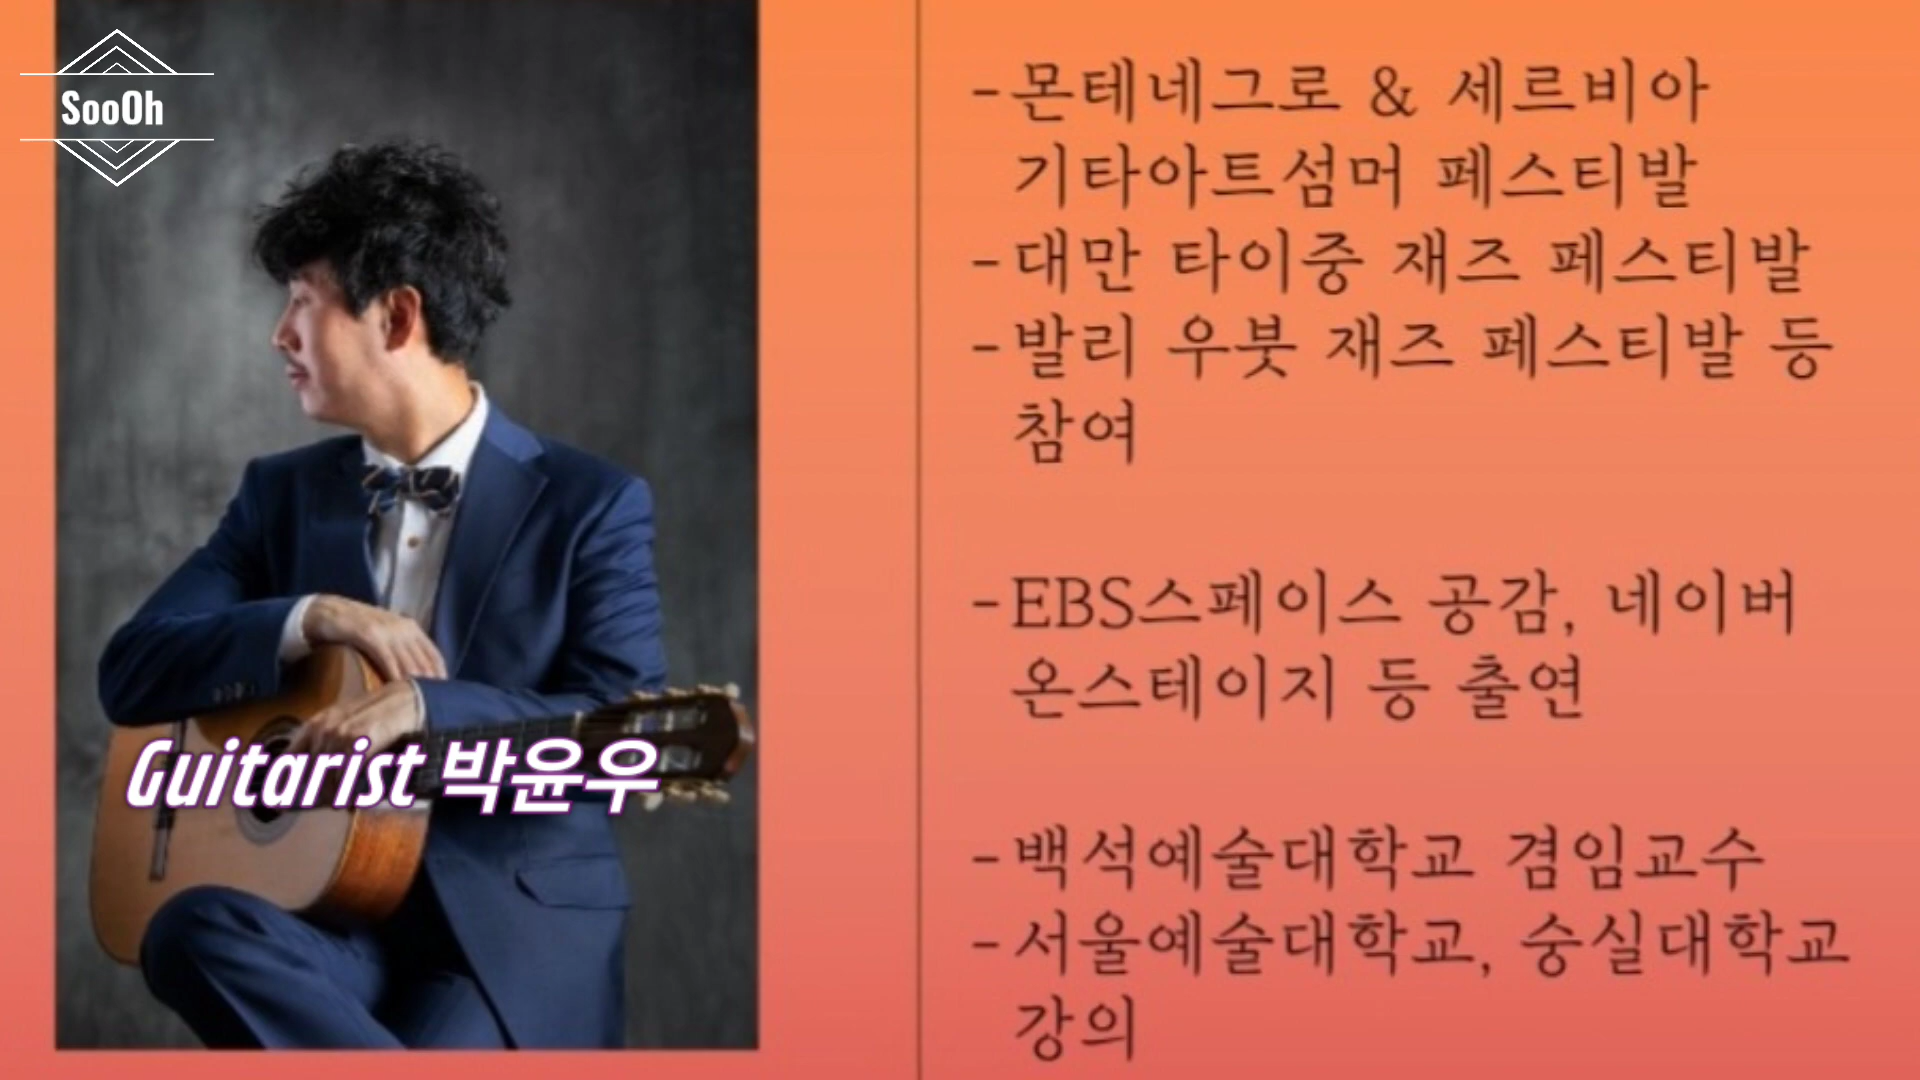 SooOh
Guitarist 박윤우
-몬테네그로 & 세르비아
기타아트섬머 페스티발
-대만 타이중 재즈 페스티발
-발리 우붓 재즈 페스티발 등
참여
-EBS스페이스 공감, 네이버
온스테이지 등 출연
-백석예술대학교 겸임교수
-서울예술대학교, 숭실대학교
강의